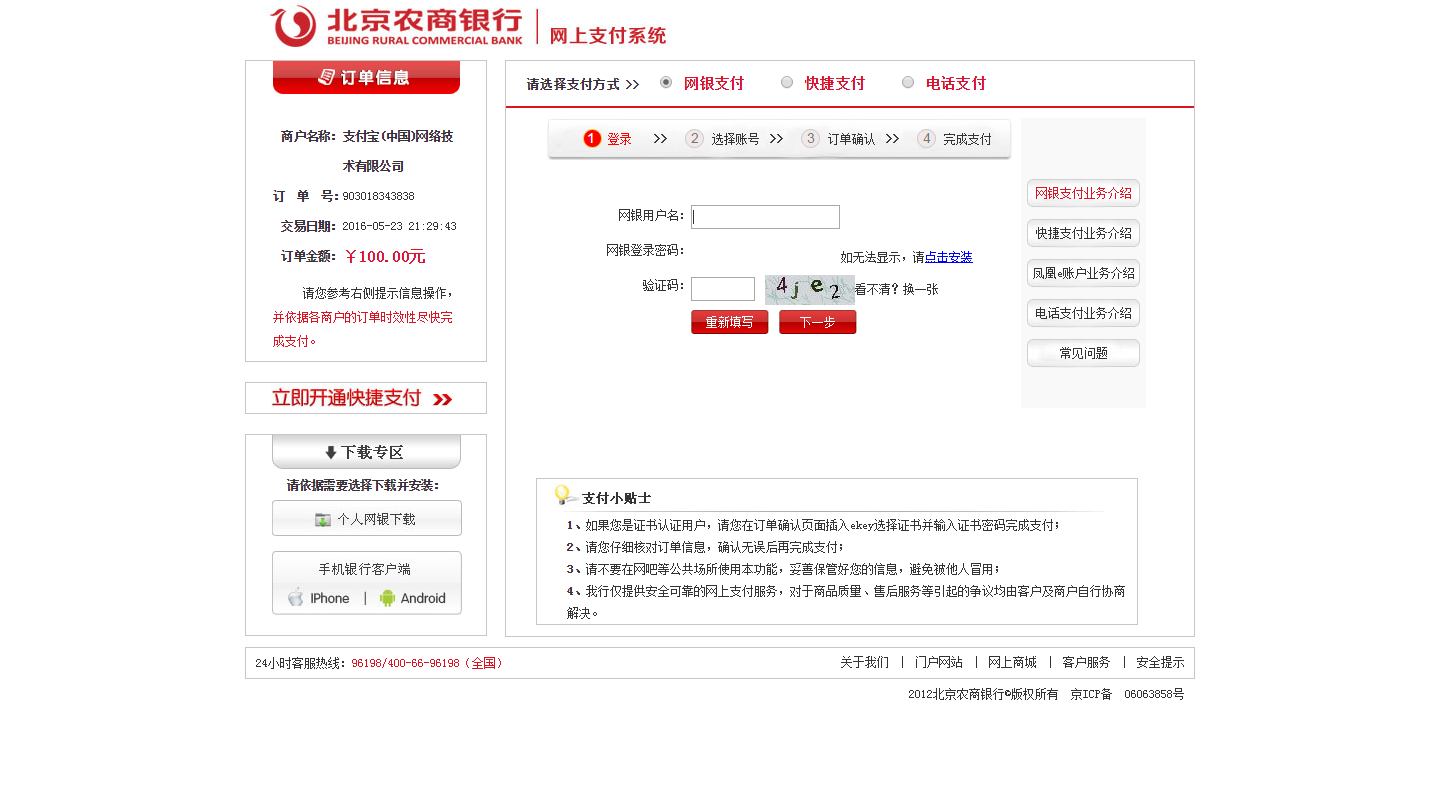 北京农商银行
BEIJING RURAL COMMERCIAL BANK
网上支付系统
订单信息
商户名称：支付宝(中国)网络技
术有限公司
订 单 号：903018343838
交易日期：2016-05-23 21:29:43
订单金额：￥100.00元
请您参考右侧提示信息操作，
并依据各商户的订单时效性尽快完
成支付。
立即开通快捷支付 >>
下载专区
请依据需要选择下载并安装：
个人网银下载
手机银行客户端
IPhone | Android
请选择支付方式 >> 网银支付 快捷支付 电话支付
1 登录 >> 2 选择账号 >> 3 订单确认 >> 4 完成支付
网银用户名：
网银登录密码：
如无法显示，请点击安装
验证码： 4je2 看不清？换一张
重新填写 下一步
网银支付业务介绍
快捷支付业务介绍
凤凰e账户业务介绍
电话支付业务介绍
常见问题
支付小贴士
1、如果您是证书认证用户，请您在订单确认页面插入ekey选择证书并输入证书密码完成支付；
2、请您仔细核对订单信息，确认无误后再完成支付；
3、请不要在网吧等公共场所使用本功能，妥善保管好您的信息，避免被他人冒用；
4、我行仅提供安全可靠的网上支付服务，对于商品质量、售后服务等引起的争议均由客户及商户自行协商
解决。
24小时客服热线：96198/400-66-96198（全国）
关于我们 | 门户网站 | 网上商城 | 客户服务 | 安全提示
2012北京农商银行©版权所有 京ICP备 06063858号